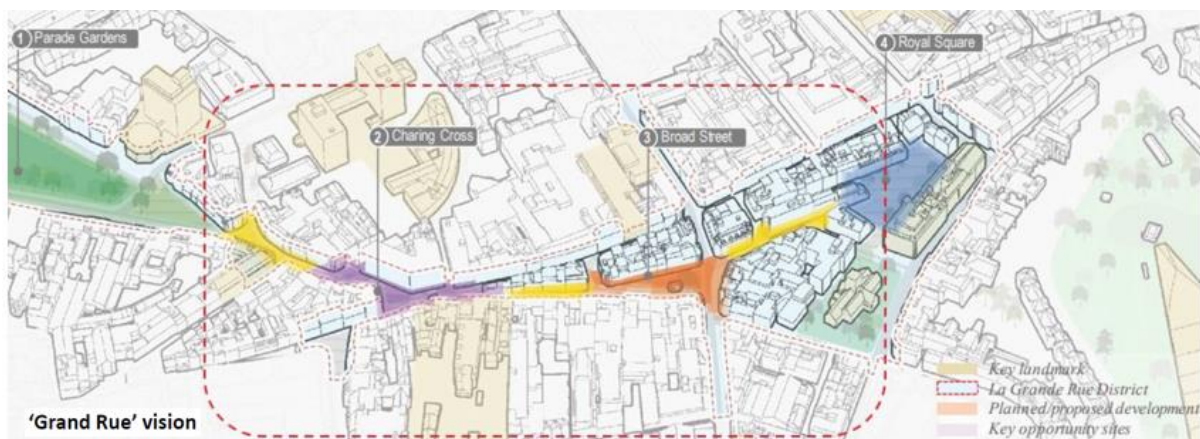 1 Parade Gardens
4 Royal Square
2 Charing Cross
3 Broad Street
Key landmark
La Grande Rue District
Planned/proposed development
Key opportunity sites
'Grand Rue' vision